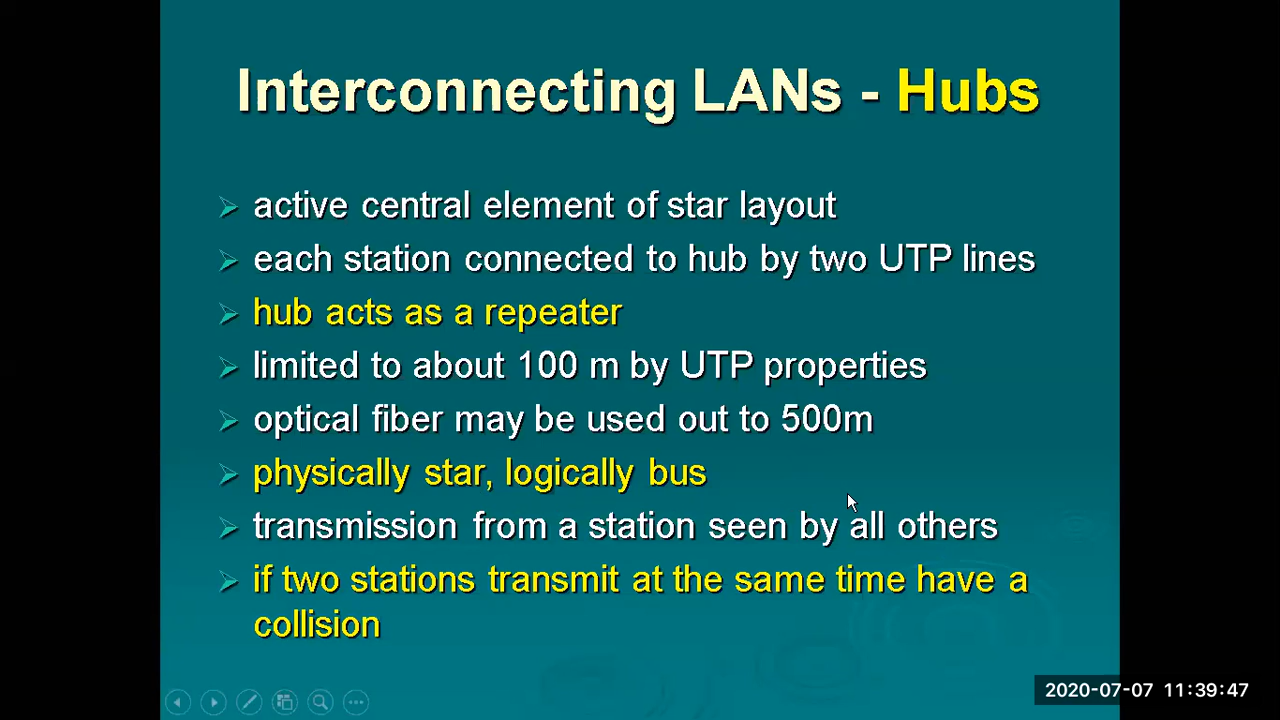 Interconnecting LANs - Hubs
active central element of star layout
each station connected to hub by two UTP lines
hub acts as a repeater
limited to about 100 m by UTP properties
optical fiber may be used out to 500m
physically star, logically bus
transmission from a station seen by all others
if two stations transmit at the same time have a
collision
2020-07-07 11:39:47